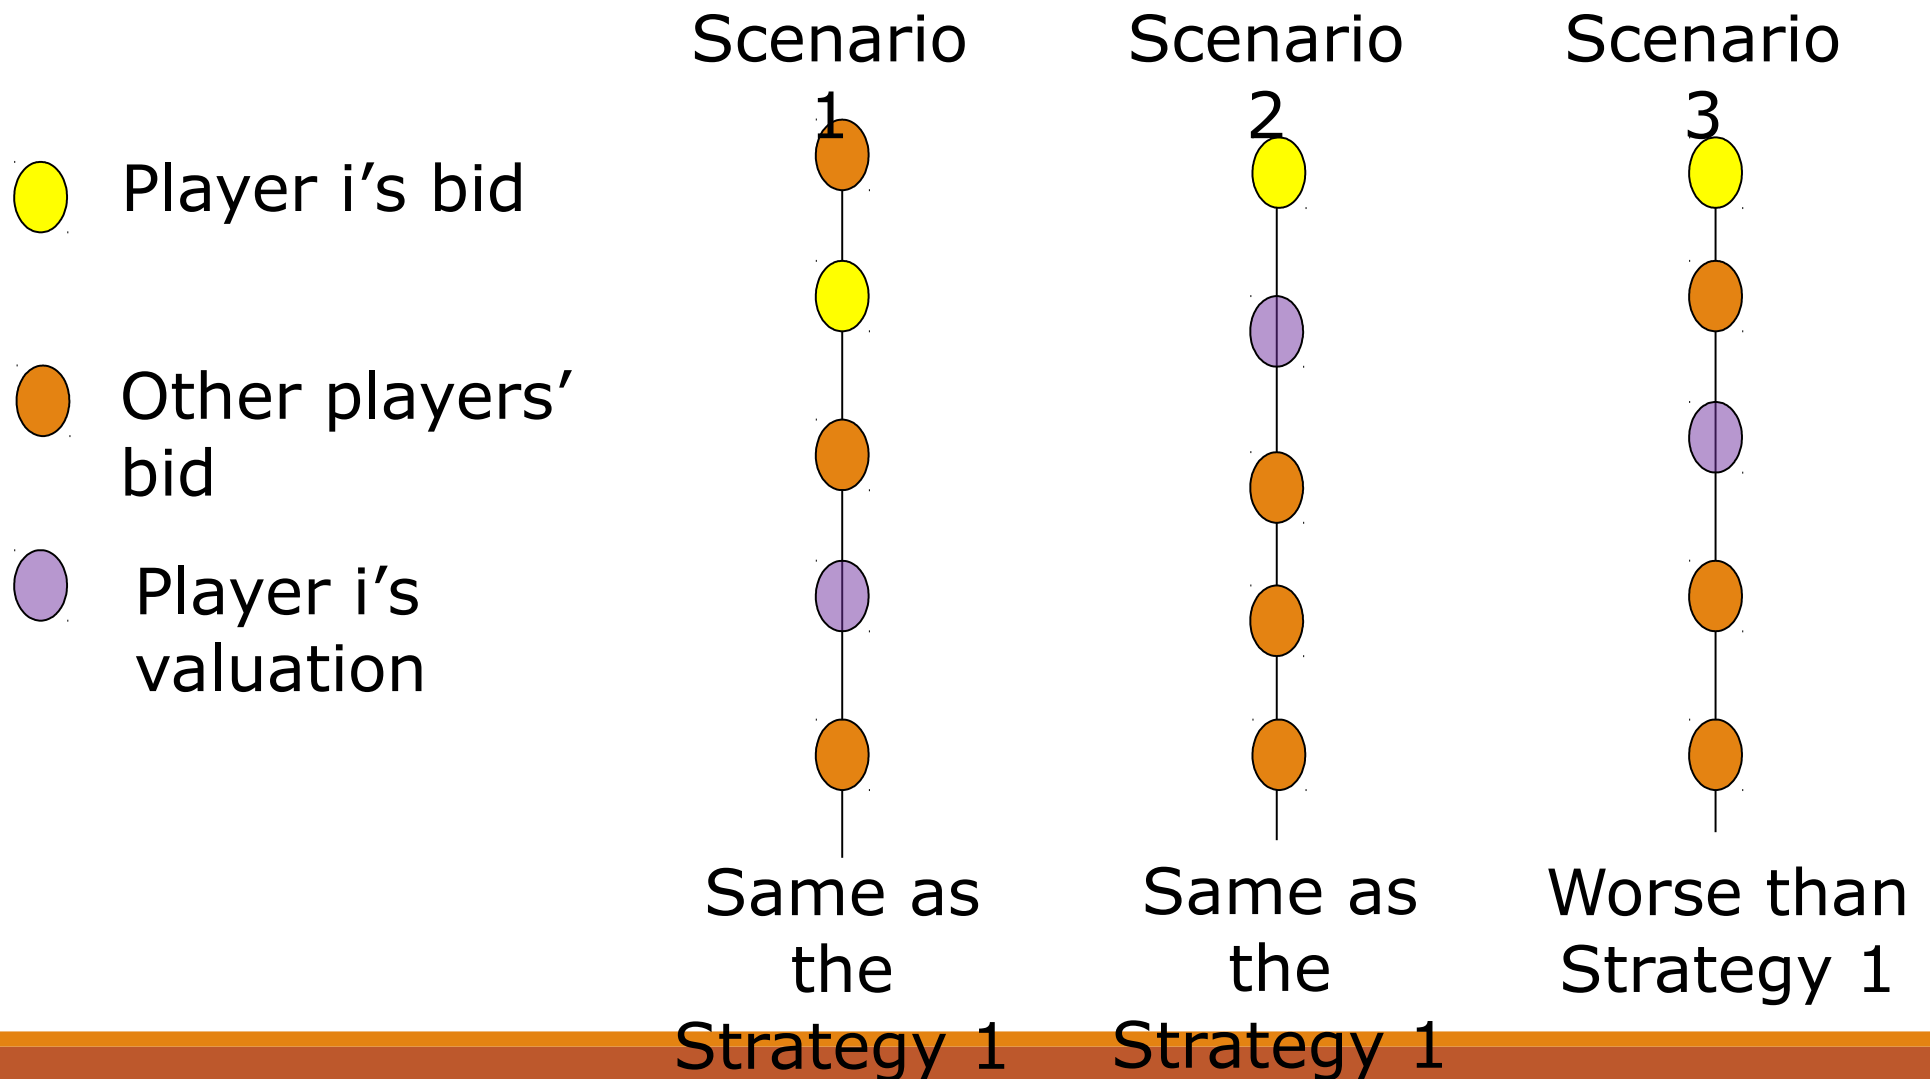 Scenario
1
Scenario
2
Scenario
3
Player i’s bid
Other players’
bid
Player i’s
valuation
Same as
the
Strategy 1
Same as
the
Strategy 1
Worse than
Strategy 1